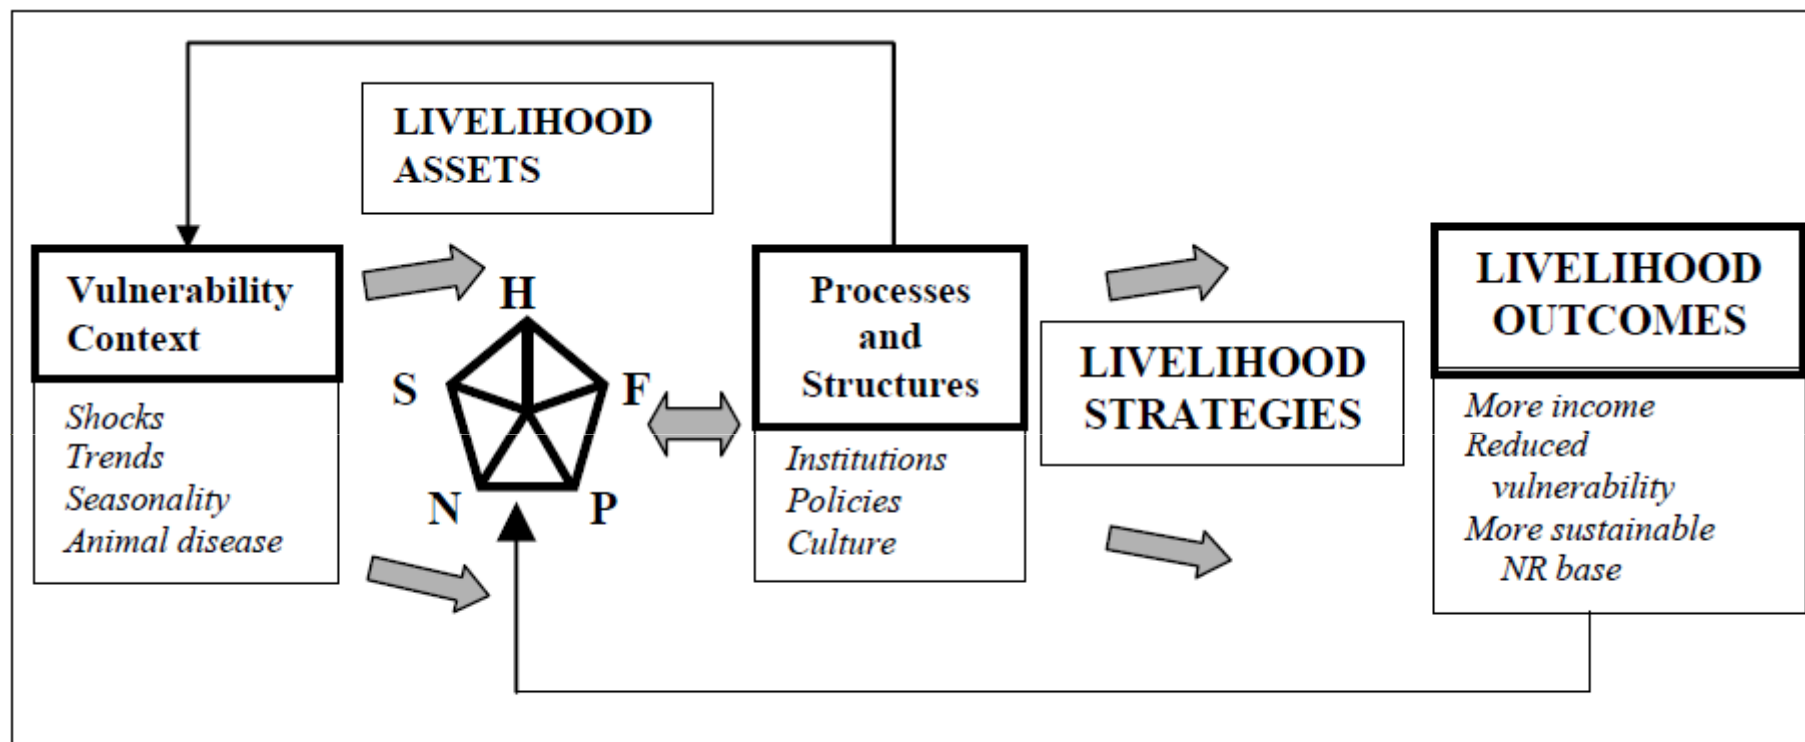 LIVELIHOOD
ASSETS
Vulnerability
Context
Shocks
Trends
Seasonality
Animal disease
H
S
F
N
P
Processes
and
Structures
Institutions
Policies
Culture
LIVELIHOOD
STRATEGIES
LIVELIHOOD
OUTCOMES
More income
Reduced
vulnerability
More sustainable
NR base